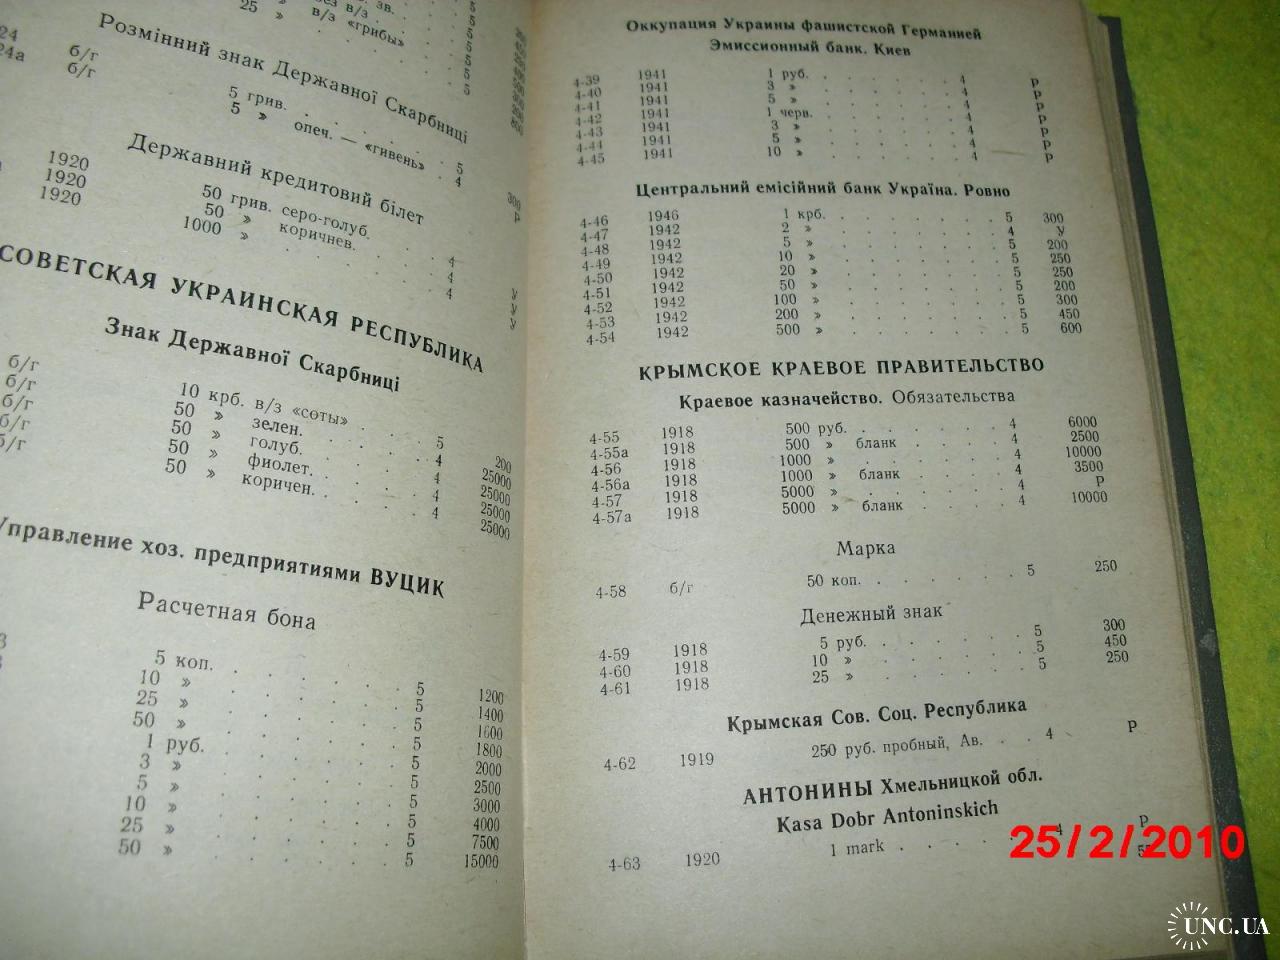 зв.
в/з
25 » в/з «грибы» 5
Розмінний знак Державної Скарбниці
24 б/г 5 грив. . . . . . 5 300
24а б/г 5 » опеч. — «гивень» . 4 Р
Державний кредитовий білет
1920 50 грив. серо-голуб. . . 4 У
1920 50 » коричнев. . . 4 У
1920 1000 » . . . . . 4 У
СОВЕТСКАЯ УКРАИНСКАЯ РЕСПУБЛИКА
Знак Державної Скарбниці
б/г 10 крб. в/з «соты» . . . 5 200
б/г 50 » зелен. . . . . 4 25000
б/г 50 » голуб. . . . . 4 25000
б/г 50 » фиолет. . . . . 4 25000
б/г 50 » коричен. . . . 4 25000
Управление хоз. предприятиями ВУЦИК
Расчетная бона
5 коп. . . . . . . 5 1200
10 » . . . . . . 5 1400
25 » . . . . . . 5 1600
50 » . . . . . . 5 1800
1 руб. . . . . . . 5 2000
3 » . . . . . . 5 2500
5 » . . . . . . 5 3000
10 » . . . . . . 5 4000
25 » . . . . . . 5 7500
50 » . . . . . . 5 15000
Оккупация Украины фашистской Германией
Эмиссионный банк. Киев
4-39 1941 1 руб. . . . . . . 4 Р
4-40 1941 3 » . . . . . . 4 Р
4-41 1941 5 » . . . . . . 4 Р
4-42 1941 1 черв. . . . . . . 4 Р
4-43 1941 3 » . . . . . . 4 Р
4-44 1941 5 » . . . . . . 4 Р
4-45 1941 10 » . . . . . . 4 Р
Центральний емісійний банк Україна. Ровно
4-46 1946 1 крб. . . . . . . 5 300
4-47 1942 2 » . . . . . . 4 У
4-48 1942 5 » . . . . . . 5 200
4-49 1942 10 » . . . . . . 5 250
4-50 1942 20 » . . . . . . 5 250
4-51 1942 50 » . . . . . . 5 200
4-52 1942 100 » . . . . . . 5 300
4-53 1942 200 » . . . . . . 5 450
4-54 1942 500 » . . . . . . 5 600
КРЫМСКОЕ КРАЕВОЕ ПРАВИТЕЛЬСТВО
Краевое казначейство. Обязательства
4-55 1918 500 руб. . . . . . . 4 6000
4-55а 1918 500 » бланк . . . . 4 2500
4-56 1918 1000 » . . . . . . 4 10000
4-56а 1918 1000 » бланк . . . . 4 3500
4-57 1918 5000 » . . . . . . 4 Р
4-57а 1918 5000 » бланк . . . . 4 10000
Марка
4-58 б/г 50 коп. . . . . . . 5 250
Денежный знак
4-59 1918 5 руб. . . . . . . 5 300
4-60 1918 10 » . . . . . . 5 450
4-61 1918 25 » . . . . . . 5 250
Крымская Сов. Соц. Республика
4-62 1919 250 руб. пробный, Ав. . . 4 Р
АНТОНИНЫ Хмельницкой обл.
Kasa Dobr Antoninskich
4-63 1920 1 mark . . . . . . 4 Р
25/2/2010
UNC.UA